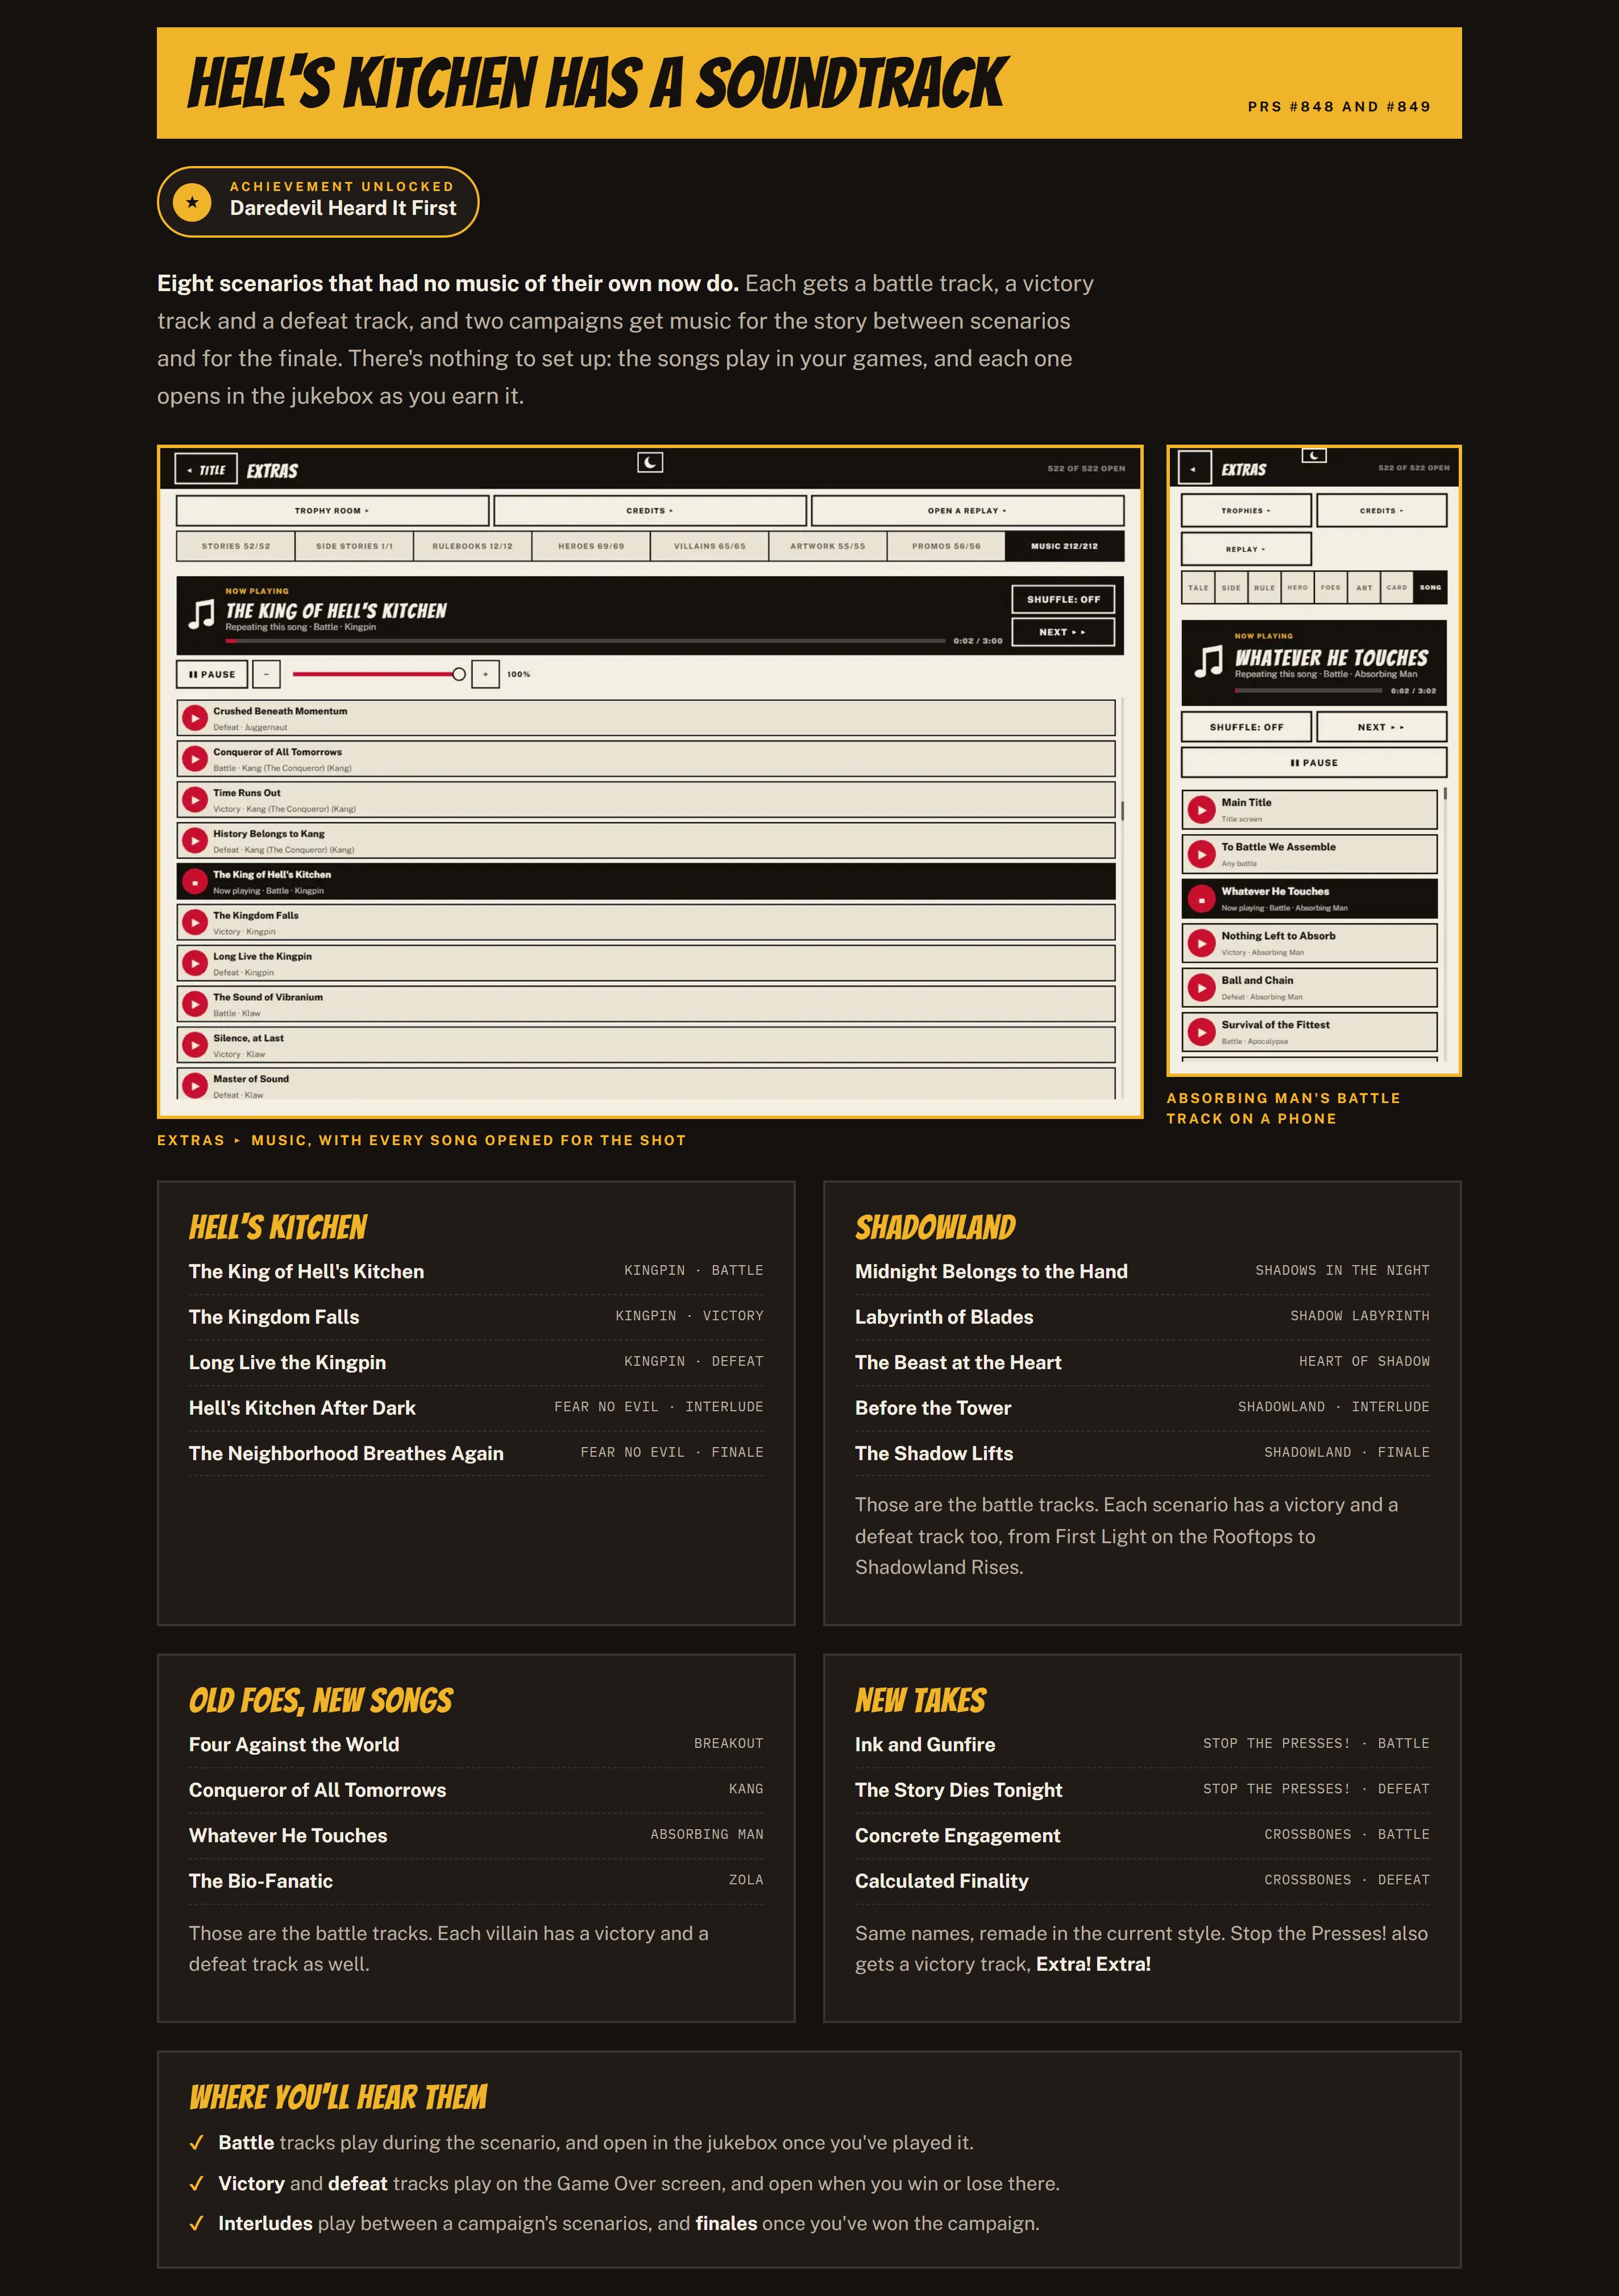 HELL'S KITCHEN HAS A SOUNDTRACK
PRS #848 AND #849
ACHIEVEMENT UNLOCKED
Daredevil Heard It First
Eight scenarios that had no music of their own now do. Each gets a battle track, a victory
track and a defeat track, and two campaigns get music for the story between scenarios
and for the finale. There's nothing to set up: the songs play in your games, and each one
opens in the jukebox as you earn it.
◂ TITLE
EXTRAS
522 OF 522 OPEN
TROPHY ROOM ▸
CREDITS ▸
OPEN A REPLAY ▸
STORIES 52/52
SIDE STORIES 1/1
RULEBOOKS 12/12
HEROES 69/69
VILLAINS 65/65
ARTWORK 55/55
PROMOS 56/56
MUSIC 212/212
NOW PLAYING
THE KING OF HELL'S KITCHEN
Repeating this song · Battle · Kingpin
0:02 / 3:00
SHUFFLE: OFF
NEXT ▸ ▸
PAUSE
−
+
100%
Crushed Beneath Momentum
Defeat · Juggernaut
Conqueror of All Tomorrows
Battle · Kang (The Conqueror) (Kang)
Time Runs Out
Victory · Kang (The Conqueror) (Kang)
History Belongs to Kang
Defeat · Kang (The Conqueror) (Kang)
The King of Hell's Kitchen
Now playing · Battle · Kingpin
The Kingdom Falls
Victory · Kingpin
Long Live the Kingpin
Defeat · Kingpin
The Sound of Vibranium
Battle · Klaw
Silence, at Last
Victory · Klaw
Master of Sound
Defeat · Klaw
EXTRAS ▸ MUSIC, WITH EVERY SONG OPENED FOR THE SHOT
◂
EXTRAS
522 OF 522 OPEN
TROPHIES ▸
CREDITS ▸
REPLAY ▸
TALE
SIDE
RULE
HERO
FOES
ART
CARD
SONG
NOW PLAYING
WHATEVER HE TOUCHES
Repeating this song · Battle · Absorbing Man
0:02 / 3:02
SHUFFLE: OFF
NEXT ▸ ▸
PAUSE
Main Title
Title screen
To Battle We Assemble
Any battle
Whatever He Touches
Now playing · Battle · Absorbing Man
Nothing Left to Absorb
Victory · Absorbing Man
Ball and Chain
Defeat · Absorbing Man
Survival of the Fittest
Battle · Apocalypse
ABSORBING MAN'S BATTLE
TRACK ON A PHONE
HELL'S KITCHEN
The King of Hell's Kitchen KINGPIN · BATTLE
The Kingdom Falls KINGPIN · VICTORY
Long Live the Kingpin KINGPIN · DEFEAT
Hell's Kitchen After Dark FEAR NO EVIL · INTERLUDE
The Neighborhood Breathes Again FEAR NO EVIL · FINALE
SHADOWLAND
Midnight Belongs to the Hand SHADOWS IN THE NIGHT
Labyrinth of Blades SHADOW LABYRINTH
The Beast at the Heart HEART OF SHADOW
Before the Tower SHADOWLAND · INTERLUDE
The Shadow Lifts SHADOWLAND · FINALE
Those are the battle tracks. Each scenario has a victory and a
defeat track too, from First Light on the Rooftops to
Shadowland Rises.
OLD FOES, NEW SONGS
Four Against the World BREAKOUT
Conqueror of All Tomorrows KANG
Whatever He Touches ABSORBING MAN
The Bio-Fanatic ZOLA
Those are the battle tracks. Each villain has a victory and a
defeat track as well.
NEW TAKES
Ink and Gunfire STOP THE PRESSES! · BATTLE
The Story Dies Tonight STOP THE PRESSES! · DEFEAT
Concrete Engagement CROSSBONES · BATTLE
Calculated Finality CROSSBONES · DEFEAT
Same names, remade in the current style. Stop the Presses! also
gets a victory track, Extra! Extra!
WHERE YOU'LL HEAR THEM
✓ Battle tracks play during the scenario, and open in the jukebox once you've played it.
✓ Victory and defeat tracks play on the Game Over screen, and open when you win or lose there.
✓ Interludes play between a campaign's scenarios, and finales once you've won the campaign.